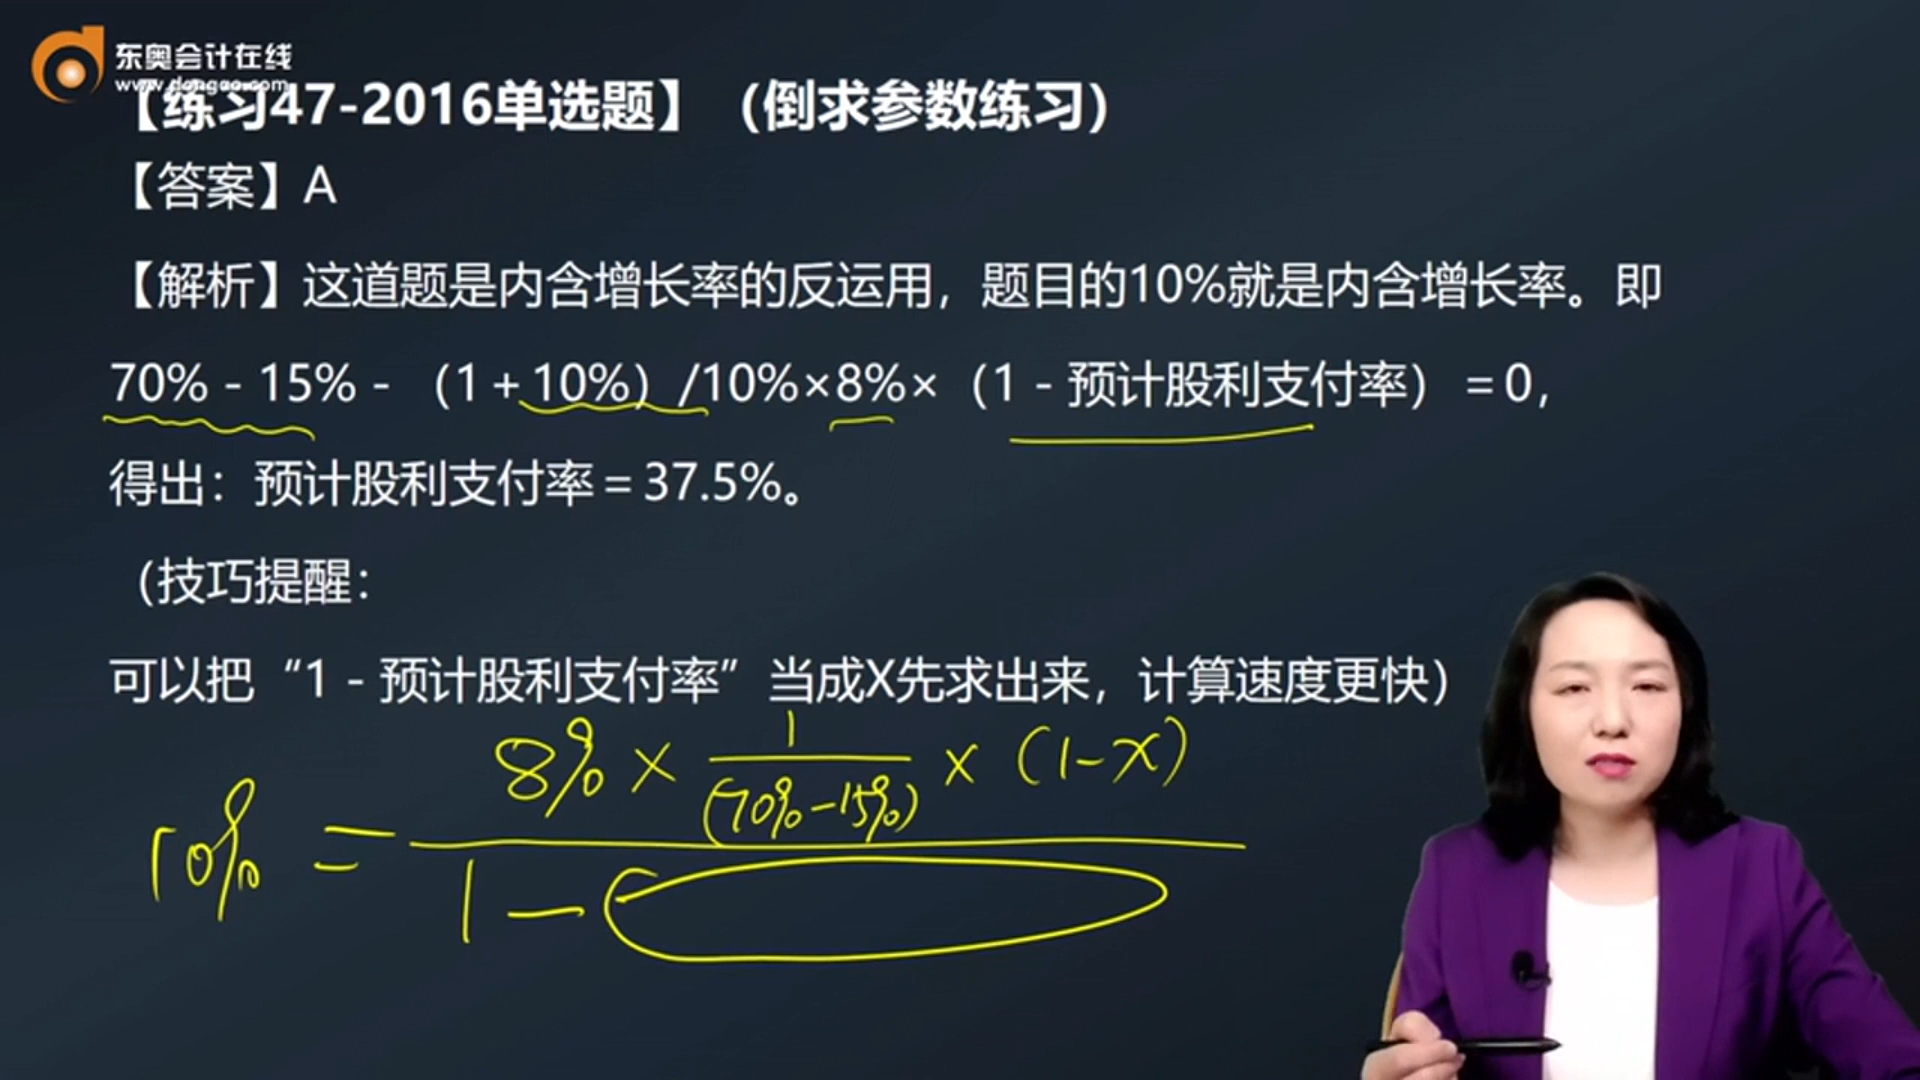 东奥会计在线
www.dongao.com
【练习47-2016单选题】（倒求参数练习）
【答案】A
【解析】这道题是内含增长率的反运用，题目的10%就是内含增长率。即
70%－15%－（1＋10%）/10%×8%×（1－预计股利支付率）＝0，
得出：预计股利支付率＝37.5%。
（技巧提醒：
可以把“1－预计股利支付率”当成X先求出来，计算速度更快）
8% × 1 × (1-x)
(70%-15%)
10% =
1 -